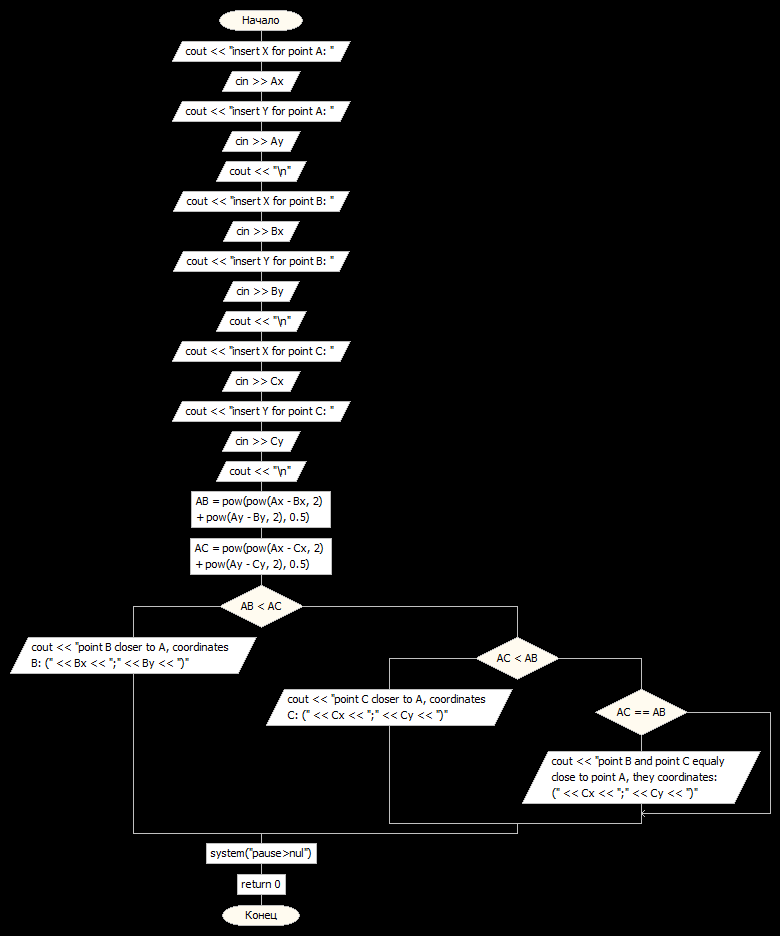 Начало
cout << "insert X for point A: "
cin >> Ax
cout << "insert Y for point A: "
cin >> Ay
cout << "\n"
cout << "insert X for point B: "
cin >> Bx
cout << "insert Y for point B: "
cin >> By
cout << "\n"
cout << "insert X for point C: "
cin >> Cx
cout << "insert Y for point C: "
cin >> Cy
cout << "\n"
AB = pow(pow(Ax - Bx, 2)
+ pow(Ay - By, 2), 0.5)
AC = pow(pow(Ax - Cx, 2)
+ pow(Ay - Cy, 2), 0.5)
AB < AC
cout << "point B closer to A, coordinates
B: (" << Bx << ";" << By << ")"
AC < AB
cout << "point C closer to A, coordinates
C: (" << Cx << ";" << Cy << ")"
AC == AB
cout << "point B and point C equaly
close to point A, they coordinates:
(" << Cx << ";" << Cy << ")"
system("pause>nul")
return 0
Конец